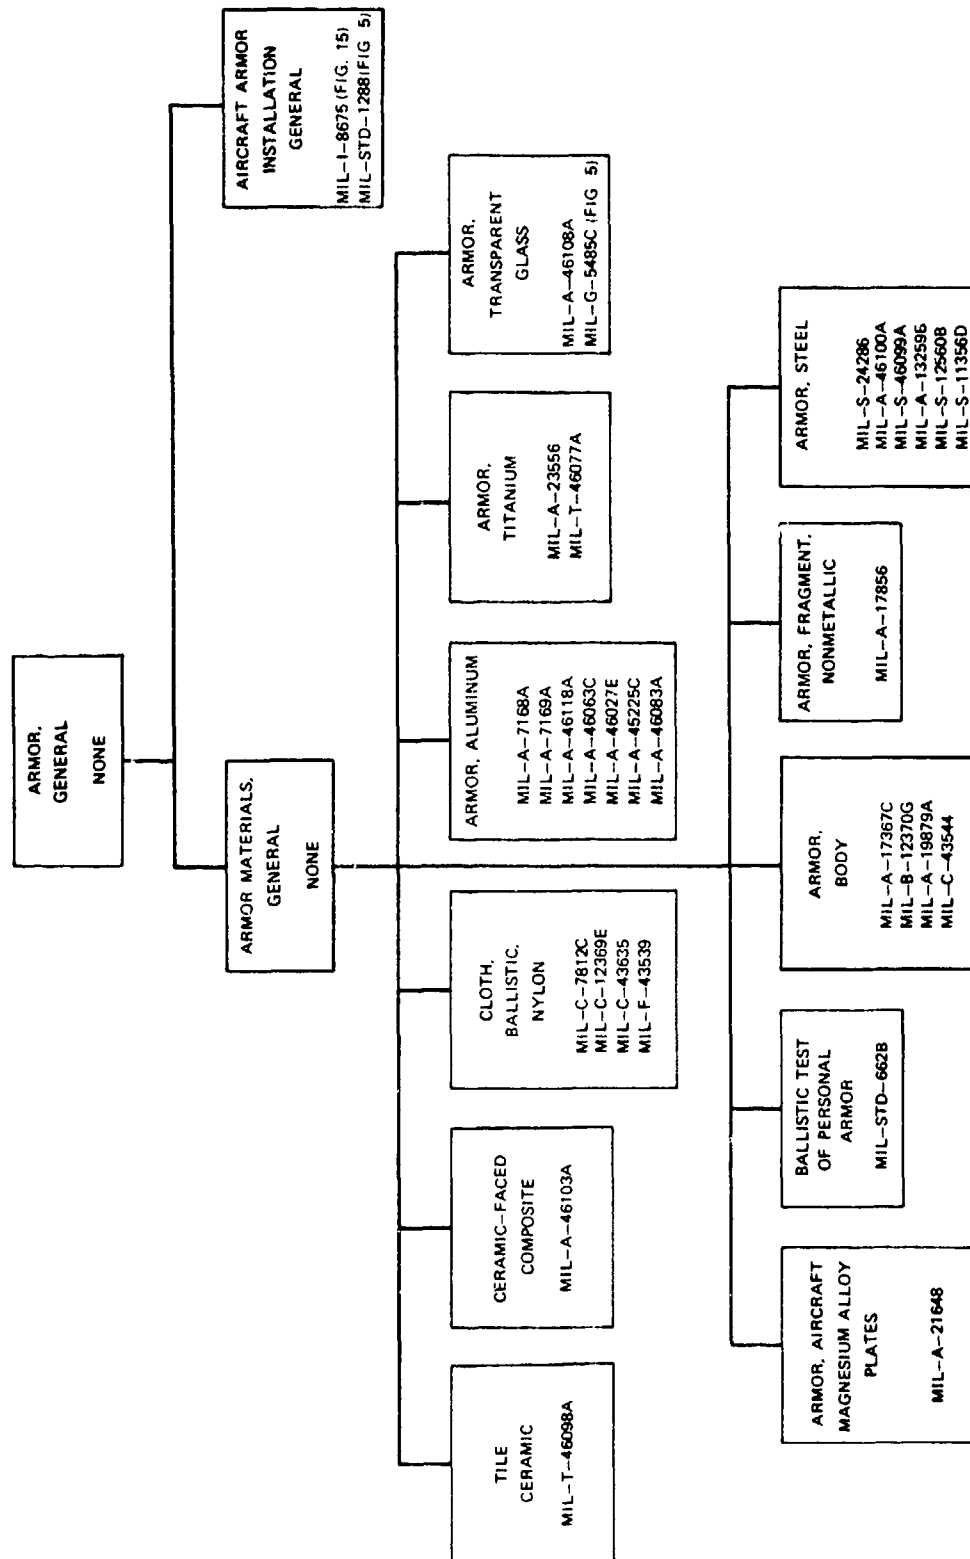 ARMOR,
GENERAL
NONE
ARMOR MATERIALS,
GENERAL
NONE
AIRCRAFT ARMOR
INSTALLATION
GENERAL
MIL-I-8675 (FIG. 15)
MIL-STD-1288 (FIG 5)
TILE
CERAMIC
MIL-T-46098A
CERAMIC-FACED
COMPOSITE
MIL-A-46103A
CLOTH,
BALLISTIC,
NYLON
MIL-C-7812C
MIL-C-12369E
MIL-C-43635
MIL-F-43539
ARMOR, ALUMINUM
MIL-A-7168A
MIL-A-7169A
MIL-A-46118A
MIL-A-46063C
MIL-A-46027E
MIL-A-45225C
MIL-A-46083A
ARMOR,
TITANIUM
MIL-A-23556
MIL-T-46077A
ARMOR,
TRANSPARENT
GLASS
MIL-A-46108A
MIL-G-5485C (FIG 5)
ARMOR, AIRCRAFT
MAGNESIUM ALLOY
PLATES
MIL-A-21648
BALLISTIC TEST
OF PERSONAL
ARMOR
MIL-STD-662B
ARMOR,
BODY
MIL-A-17367C
MIL-B-12370G
MIL-A-19879A
MIL-C-43544
ARMOR, FRAGMENT,
NONMETALLIC
MIL-A-17856
ARMOR, STEEL
MIL-S-24286
MIL-A-46100A
MIL-S-46099A
MIL-A-13259B
MIL-S-12560B
MIL-S-11356D